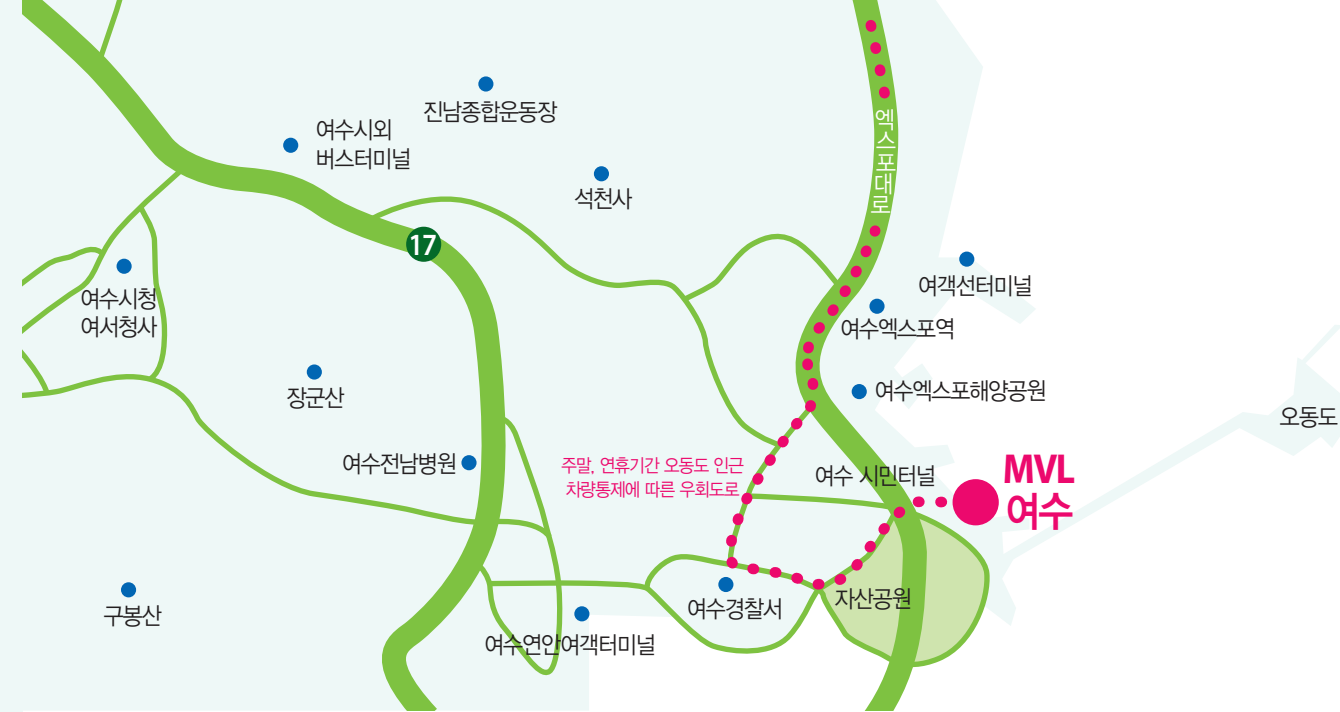 진남종합운동장
여수시외
버스터미널
석천사
엑스포대로
17
여수시청
여서청사
여객선터미널
여수엑스포역
장군산
여수엑스포해양공원
오동도
여수전남병원
주말, 연휴기간 오동도 인근
차량통제에 따른 우회도로
여수 시민터널
MVL
여수
구봉산
여수경찰서
자산공원
여수연안여객터미널